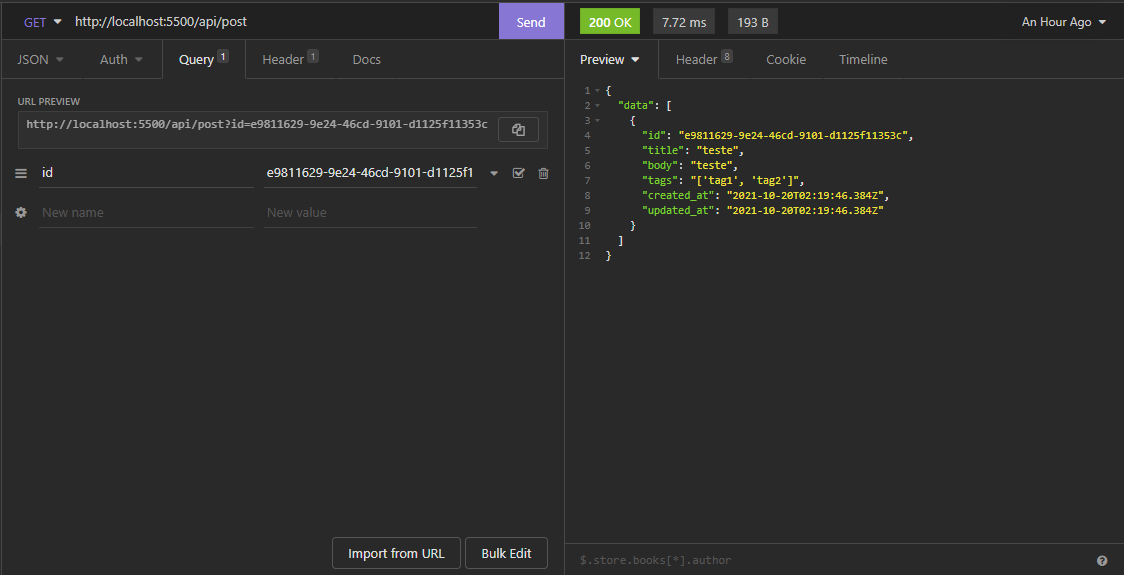 GET http://localhost:5500/api/post Send
200 OK 7.72 ms 193 B An Hour Ago
JSON Auth Query 1 Header 1 Docs
Preview Header 8 Cookie Timeline
URL PREVIEW
http://localhost:5500/api/post?id=e9811629-9e24-46cd-9101-d1125f11353c
id e9811629-9e24-46cd-9101-d1125f1
New name New value
Import from URL Bulk Edit
1 {
2 "data": [
3 {
4 "id": "e9811629-9e24-46cd-9101-d1125f11353c",
5 "title": "teste",
6 "body": "teste",
7 "tags": "['tag1', 'tag2']",
8 "created_at": "2021-10-20T02:19:46.384Z",
9 "updated_at": "2021-10-20T02:19:46.384Z"
10 }
11 ]
12 }
$.store.books[*].author